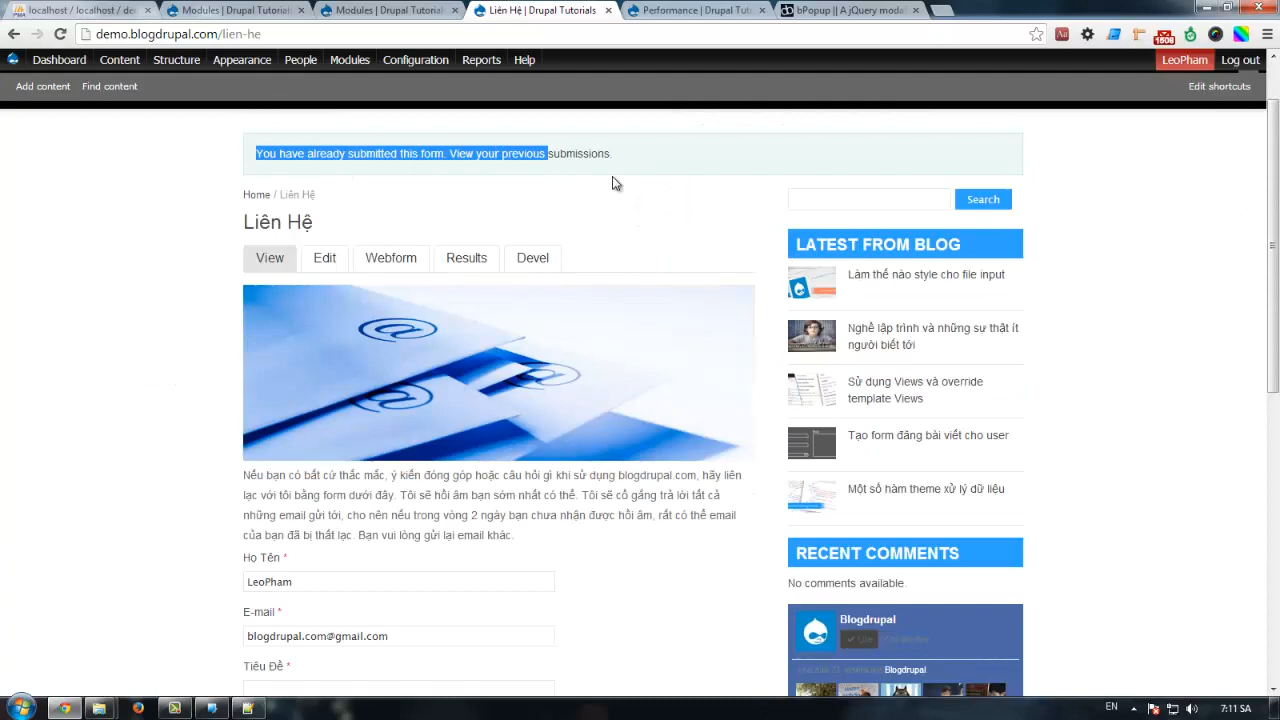 localhost / localhost / de
Modules | Drupal Tutorial
Modules | Drupal Tutorial
Liên Hệ | Drupal Tutorials
Performance | Drupal Tut
bPopup || A jQuery modal
demo.blogdrupal.com/lien-he
1508
Dashboard Content Structure Appearance People Modules Configuration Reports Help
LeoPham Log out
Add content Find content
Edit shortcuts
You have already submitted this form. View your previous submissions.
Home / Liên Hệ
Liên Hệ
View Edit Webform Results Devel
Nếu bạn có bất cứ thắc mắc, ý kiến đóng góp hoặc câu hỏi gì khi sử dụng blogdrupal.com, hãy liên
lạc với tôi bằng form dưới đây. Tôi sẽ hồi âm bạn sớm nhất có thể. Tôi sẽ cố gắng trả lời tất cả
những email gửi tới, cho nên nếu trong vòng 2 ngày bạn chưa nhận được hồi âm, rất có thể email
của bạn đã bị thất lạc. Bạn vui lòng gửi lại email khác.
Họ Tên *
LeoPham
E-mail *
blogdrupal.com@gmail.com
Tiêu Đề *
Search
LATEST FROM BLOG
Làm thế nào style cho file input
Nghề lập trình và những sự thật ít
người biết tới
Sử dụng Views và override
template Views
Tạo form đăng bài viết cho user
Một số hàm theme xử lý dữ liệu
RECENT COMMENTS
No comments available.
Blogdrupal
Blogdrupal
EN
7:11 SA